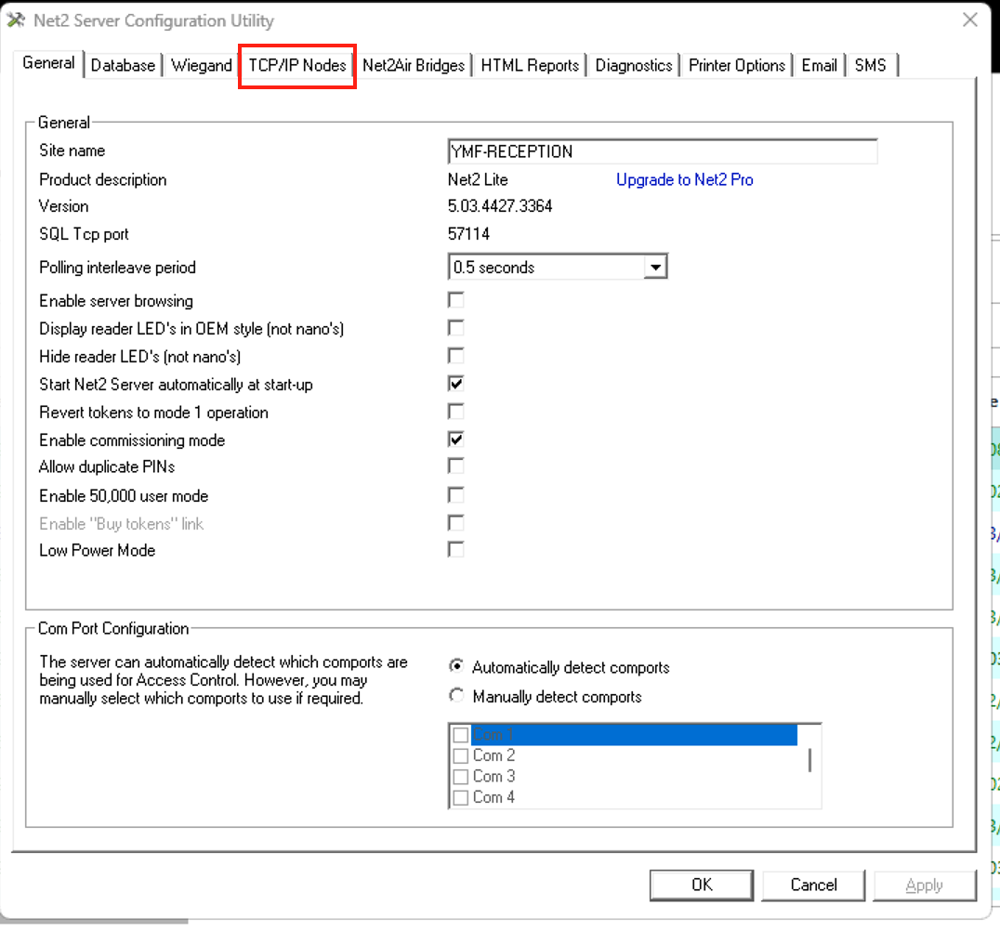 Net2 Server Configuration Utility
General Database Wiegand TCP/IP Nodes Net2Air Bridges HTML Reports Diagnostics Printer Options Email SMS
General
Site name YMF-RECEPTION
Product description Net2 Lite Upgrade to Net2 Pro
Version 5.03.4427.3364
SQL Tcp port 57114
Polling interleave period 0.5 seconds
Enable server browsing
Display reader LED's in OEM style (not nano's)
Hide reader LED's (not nano's)
Start Net2 Server automatically at start-up
Revert tokens to mode 1 operation
Enable commissioning mode
Allow duplicate PINs
Enable 50,000 user mode
Enable "Buy tokens" link
Low Power Mode
Com Port Configuration
The server can automatically detect which comports are
being used for Access Control. However, you may
manually select which comports to use if required.
Automatically detect comports
Manually detect comports
Com 1
Com 2
Com 3
Com 4
OK Cancel Apply